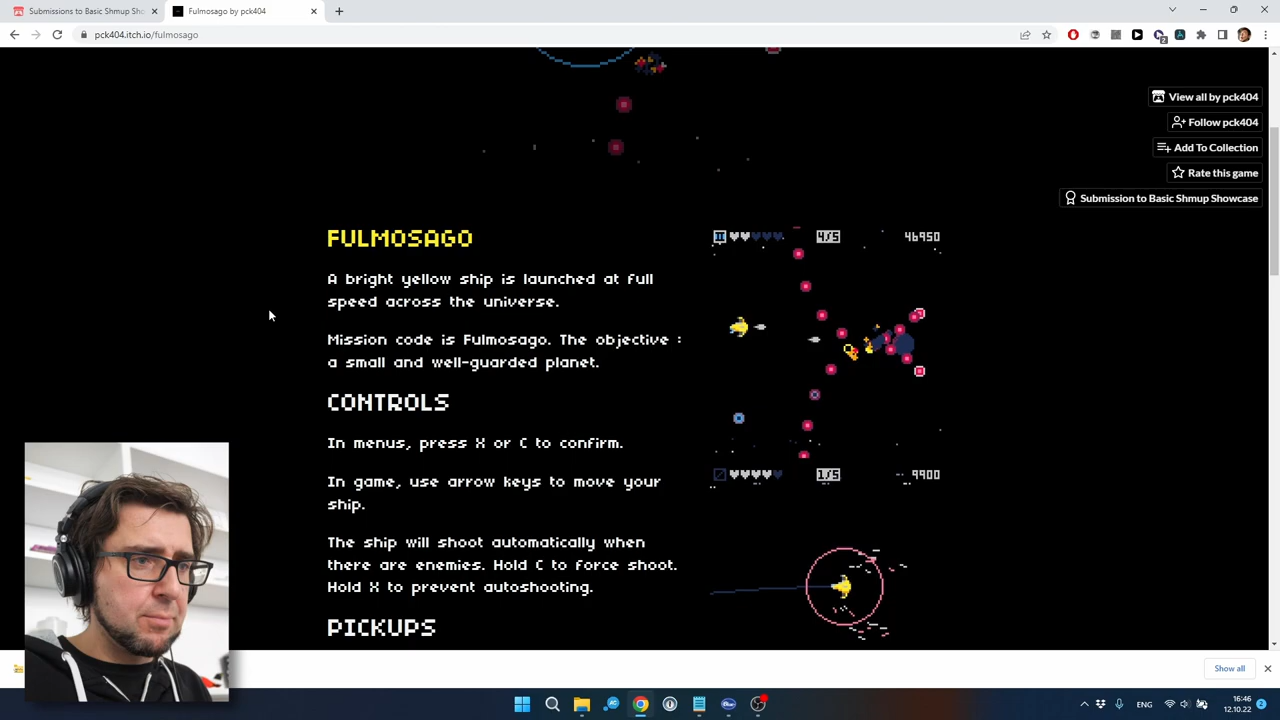 Submissions to Basic Shmup Sho
Fulmosago by pck404
pck404.itch.io/fulmosago
2
View all by pck404
Follow pck404
Add To Collection
Rate this game
Submission to Basic Shmup Showcase
FULMOSAGO
A bright yellow ship is launched at full
speed across the universe.
Mission code is Fulmosago. The objective :
a small and well-guarded planet.
CONTROLS
In menus, press X or C to confirm.
In game, use arrow keys to move your
ship.
The ship will shoot automatically when
there are enemies. Hold C to force shoot.
Hold X to prevent autoshooting.
PICKUPS
4/5
46950
1/5
9900
Show all
16:46
12.10.22
2